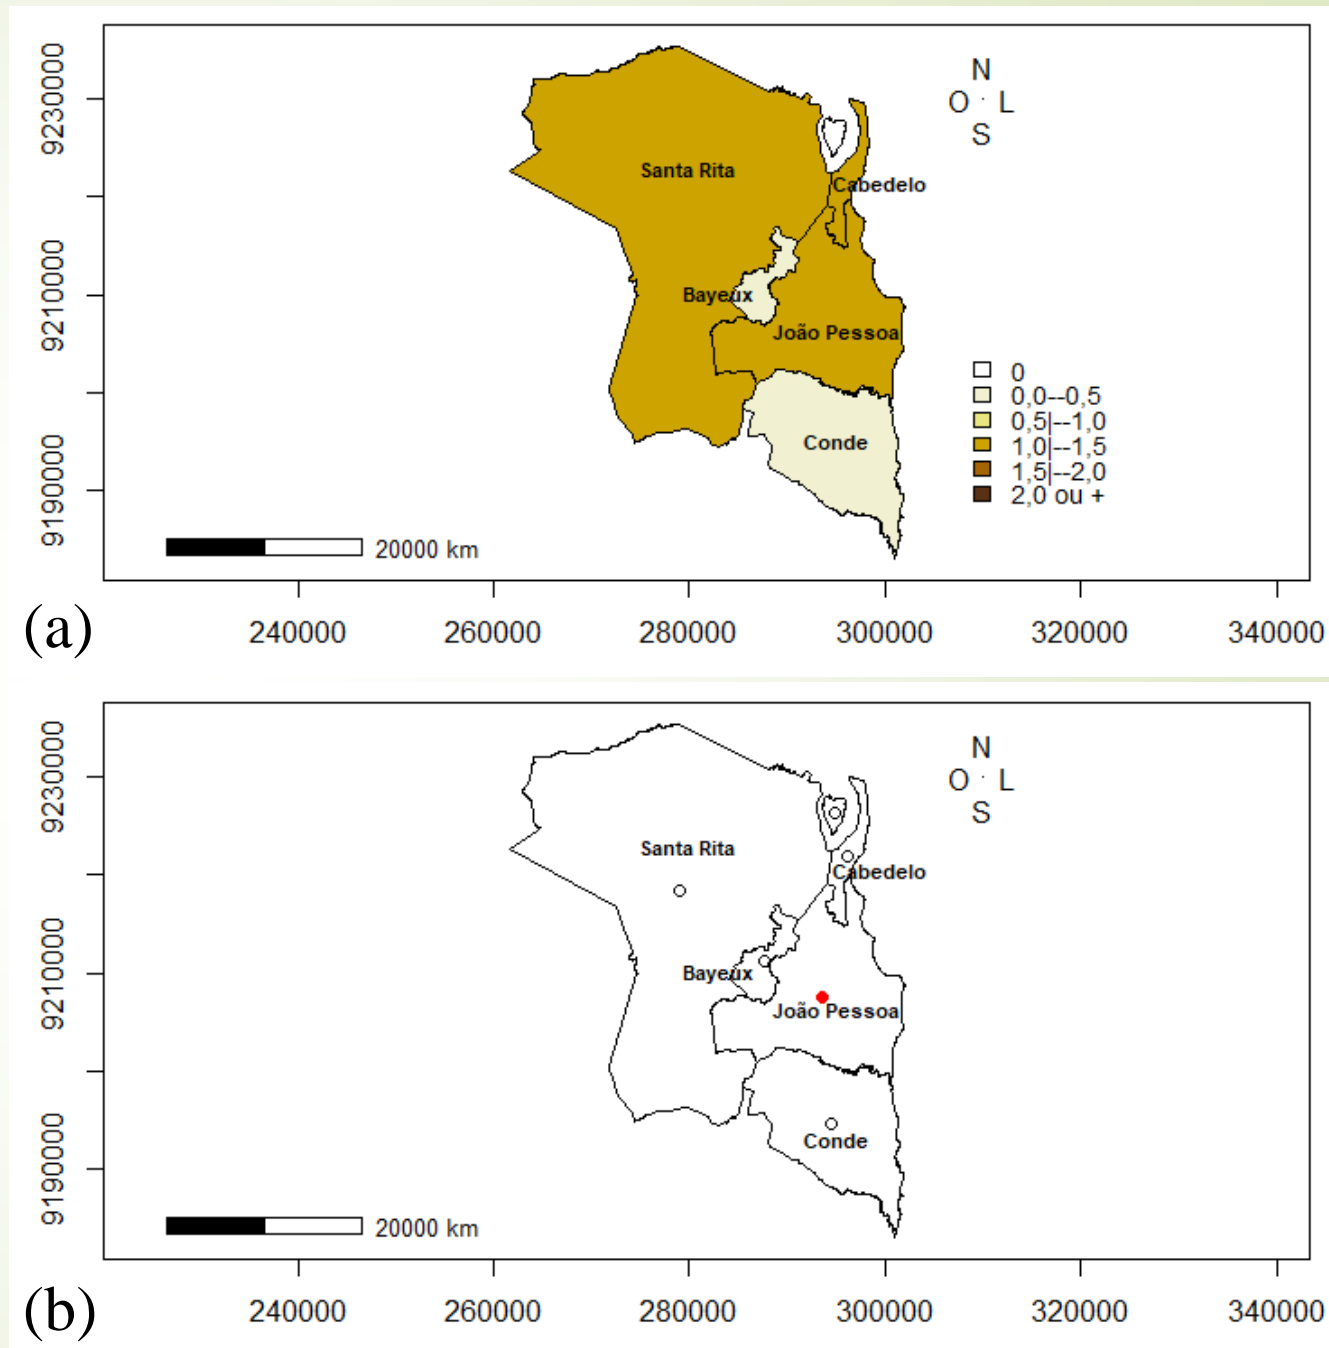 9230000
9210000
9190000
N
O · L
S
Santa Rita
Cabedelo
Bayeux
João Pessoa
Conde
0
0,0--0,5
0,5|--1,0
1,0|--1,5
1,5|--2,0
2,0 ou +
20000 km
240000 260000 280000 300000 320000 340000
(a)
9230000
9210000
9190000
N
O · L
S
Santa Rita
Cabedelo
Bayeux
João Pessoa
Conde
20000 km
240000 260000 280000 300000 320000 340000
(b)